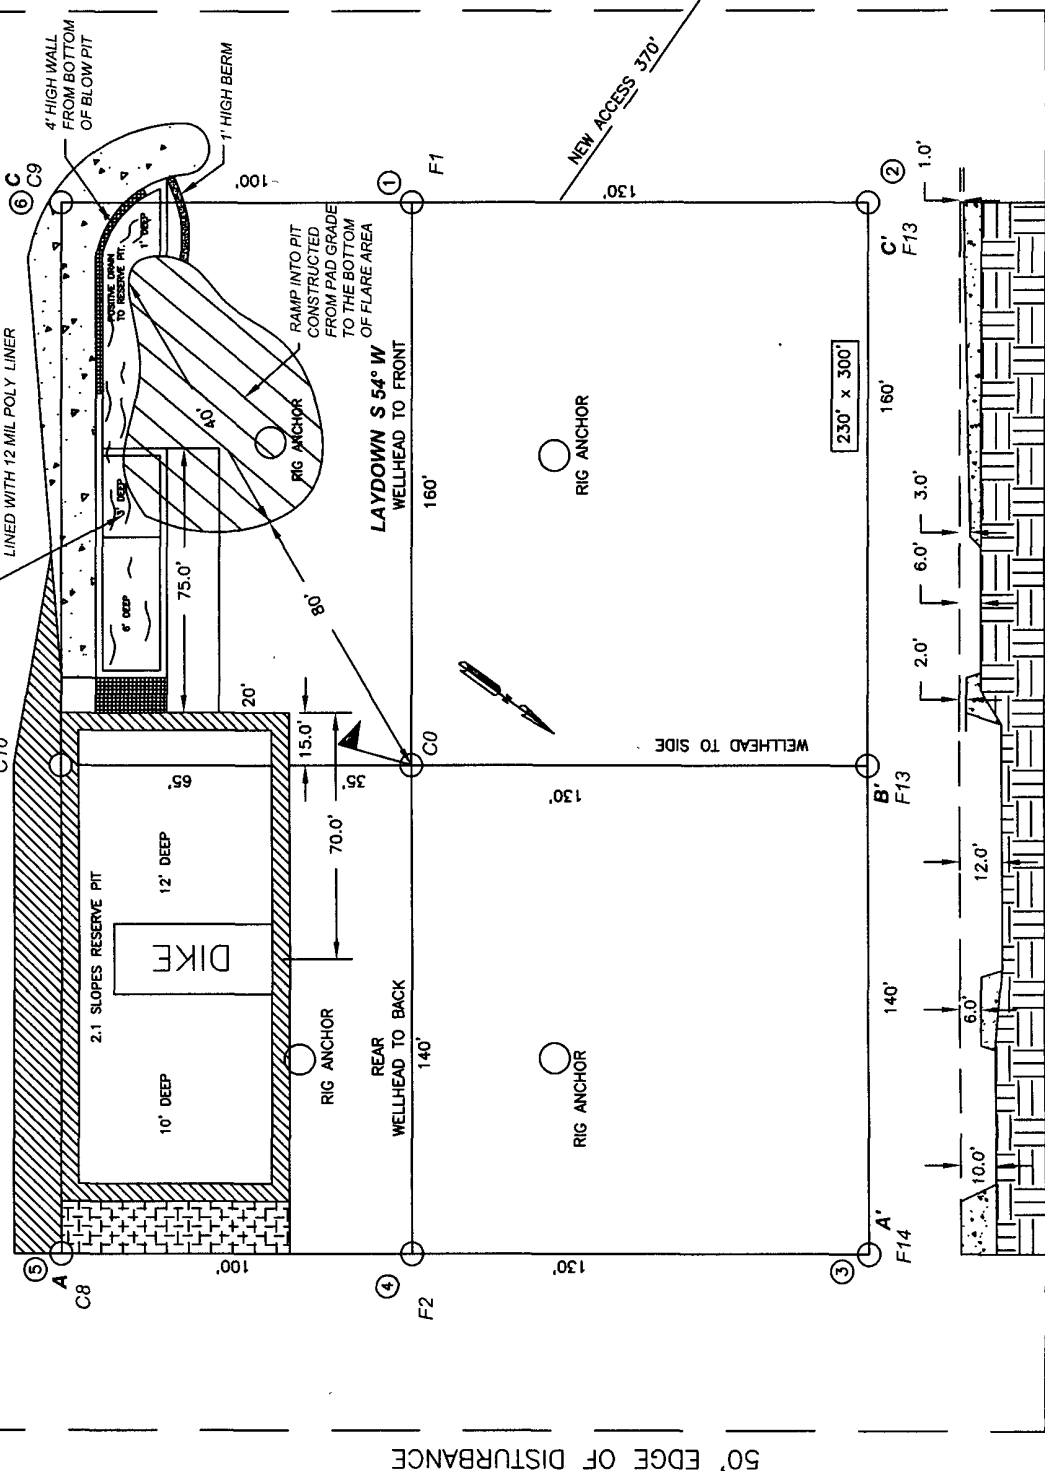 4' HIGH WALL
FROM BOTTOM
OF BLOW PIT
1' HIGH BERM
LINED WITH 12 MIL POLY LINER
⑥ C
C9
C10
100'
POSITIVE DRAIN
TO RESERVE PIT.
1' DEEP
3' DEEP
6' DEEP
RAMP INTO PIT
CONSTRUCTED
FROM PAD GRADE
TO THE BOTTOM
OF FLARE AREA
40'
RIG ANCHOR
75.0'
80'
20'
15.0'
65'
35'
70.0'
2.1 SLOPES RESERVE PIT
12' DEEP
DIKE
10' DEEP
⑤
A
C8
100'
RIG ANCHOR
REAR
WELLHEAD TO BACK
140'
④
F2
C0
LAYDOWN S 54° W
WELLHEAD TO FRONT
160'
①
F1
NEW ACCESS 370'
130'
RIG ANCHOR
WELLHEAD TO SIDE
130'
RIG ANCHOR
130'
230' x 300'
②
C'
F13
160'
B'
F13
140'
③
A'
F14
1.0'
3.0'
6.0'
2.0'
12.0'
6.0'
10.0'
50' EDGE OF DISTURBANCE